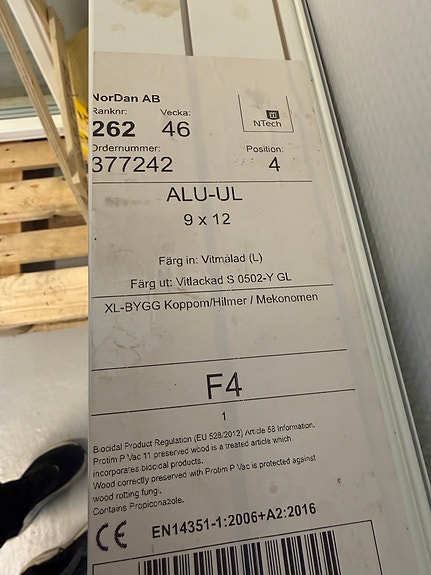 NorDan AB
Ranknr: Vecka:
262 46
NTech
Ordernummer: Position:
377242 4
ALU-UL
9 x 12
Färg in: Vitmålad (L)
Färg ut: Vitlackad S 0502-Y GL
XL-BYGG Koppom/Hilmer / Mekonomen
F4
1
Biocidal Product Regulation (EU 528/2012) Article 58 Information.
Protim P Vac 11 preserved wood is a treated article which
incorporates biocidal products.
Wood correctly preserved with Protim P Vac is protected against
wood rotting fungi.
Contains Propiconazole.
CE EN14351-1:2006+A2:2016